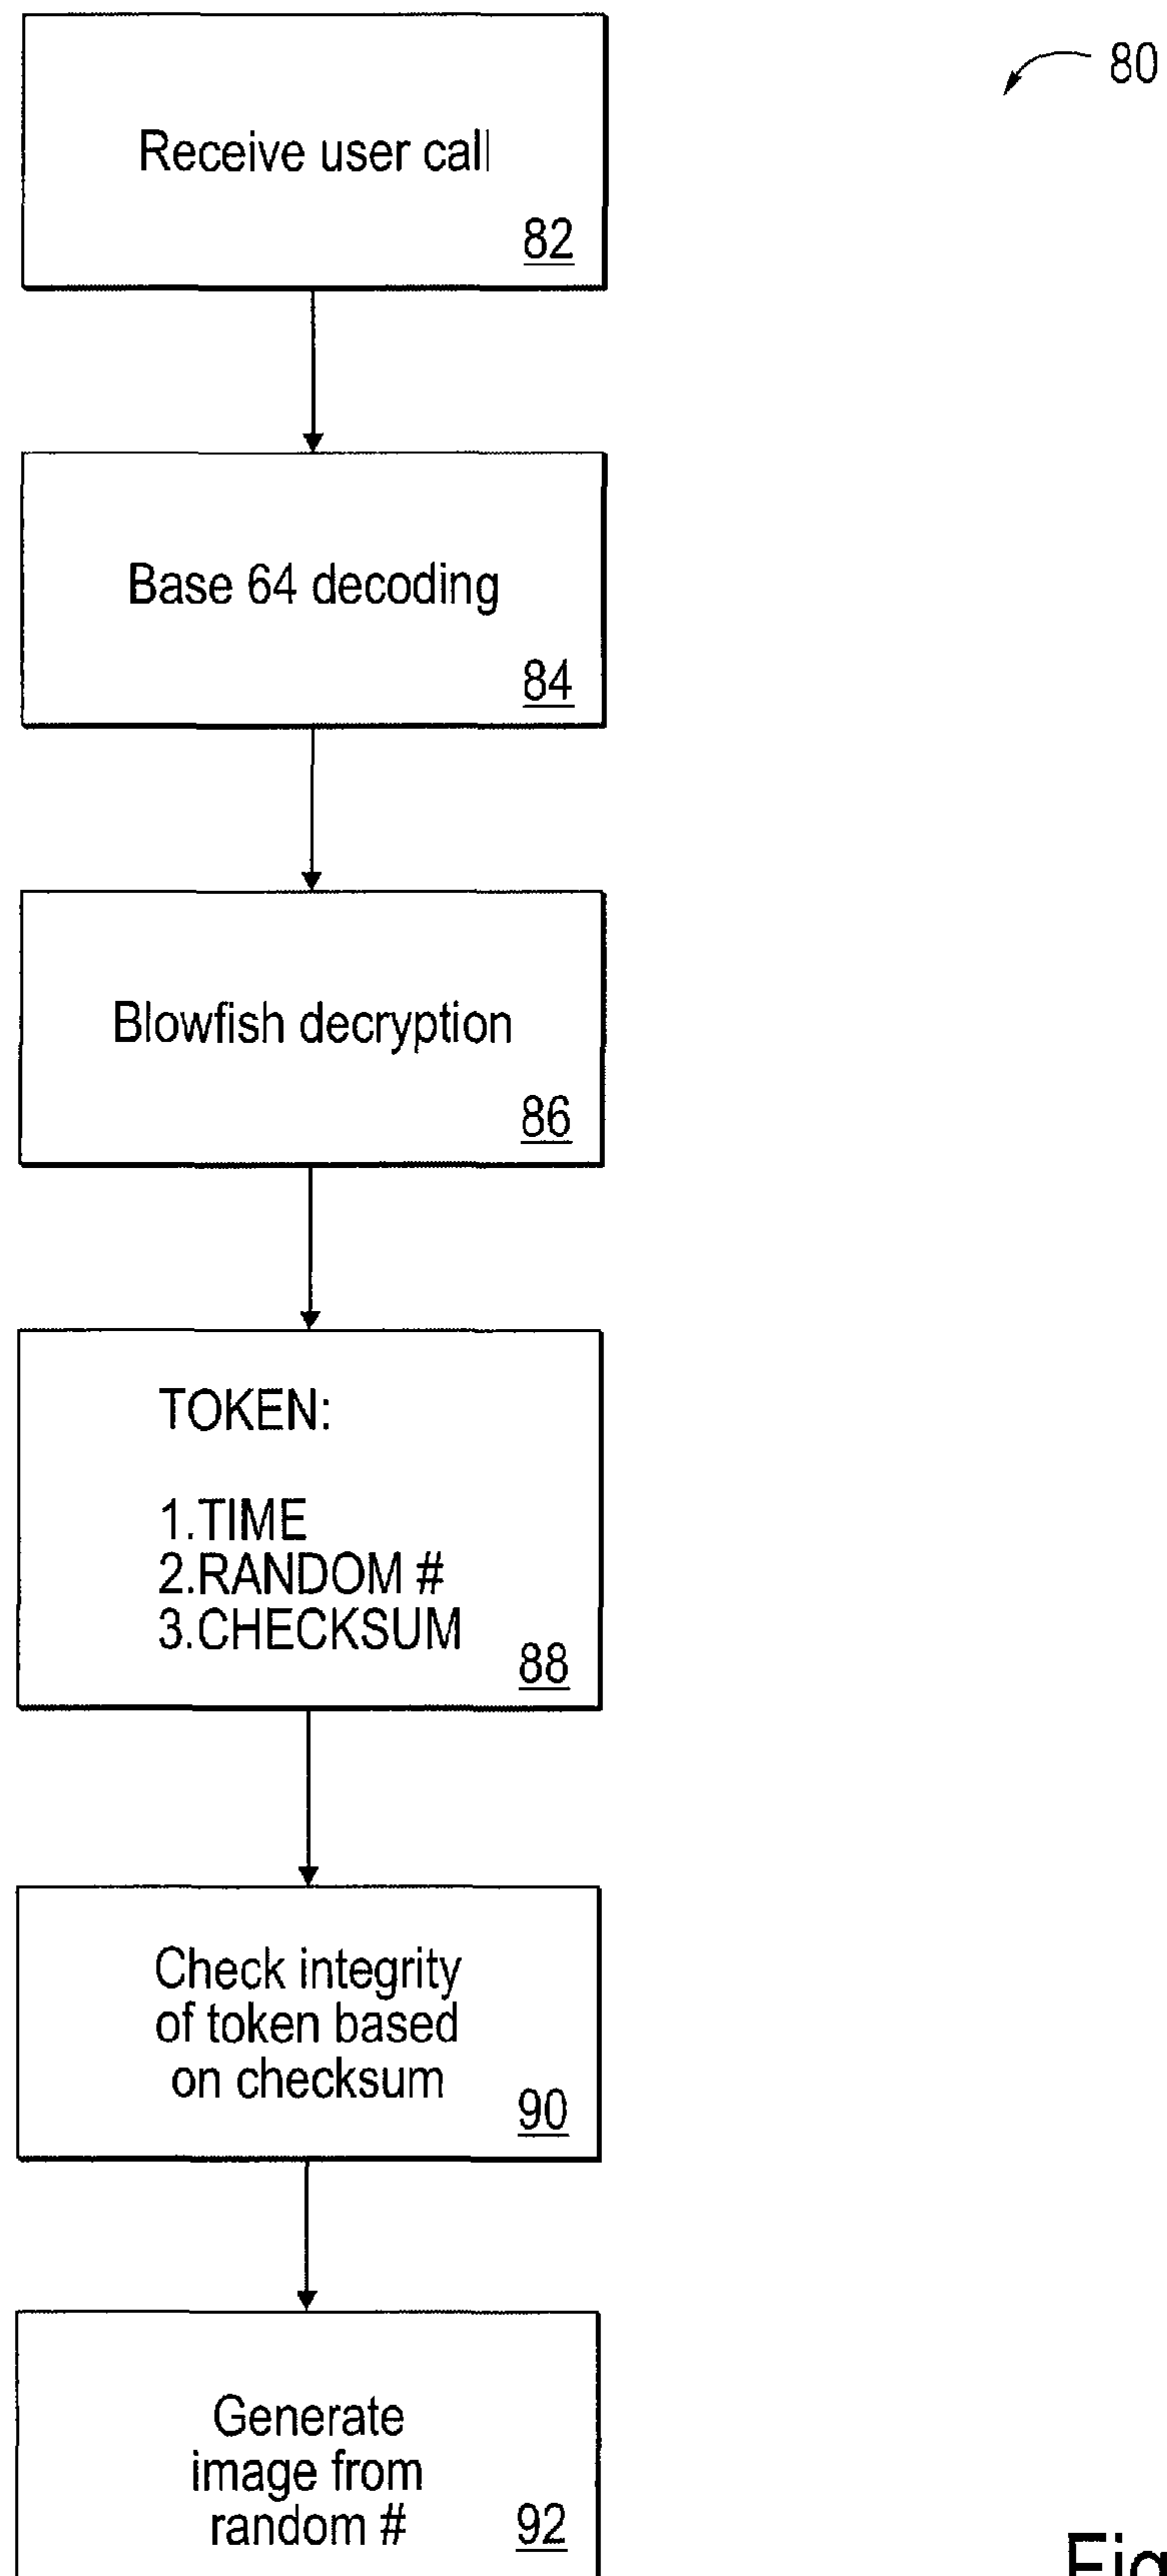 80
Receive user call
82
Base 64 decoding
84
Blowfish decryption
86
TOKEN:
1.TIME
2.RANDOM #
3.CHECKSUM
88
Check integrity
of token based
on checksum
90
Generate
image from
random #
92
Fig